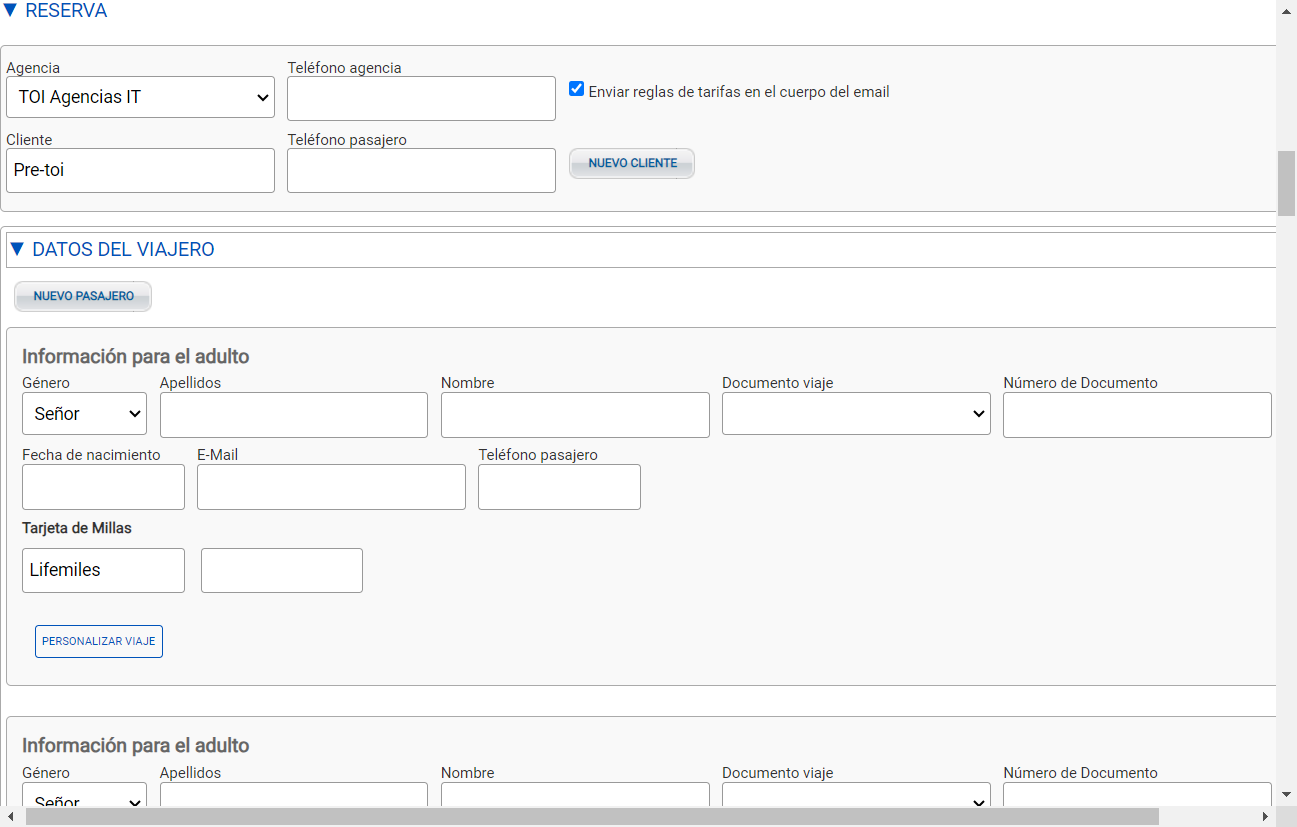 ▼ RESERVA
Agencia Teléfono agencia
TOI Agencias IT Enviar reglas de tarifas en el cuerpo del email
Cliente Teléfono pasajero
Pre-toi NUEVO CLIENTE
▼ DATOS DEL VIAJERO
NUEVO PASAJERO
Información para el adulto
Género Apellidos Nombre Documento viaje Número de Documento
Señor
Fecha de nacimiento E-Mail Teléfono pasajero
Tarjeta de Millas
Lifemiles
PERSONALIZAR VIAJE
Información para el adulto
Género Apellidos Nombre Documento viaje Número de Documento
Señor